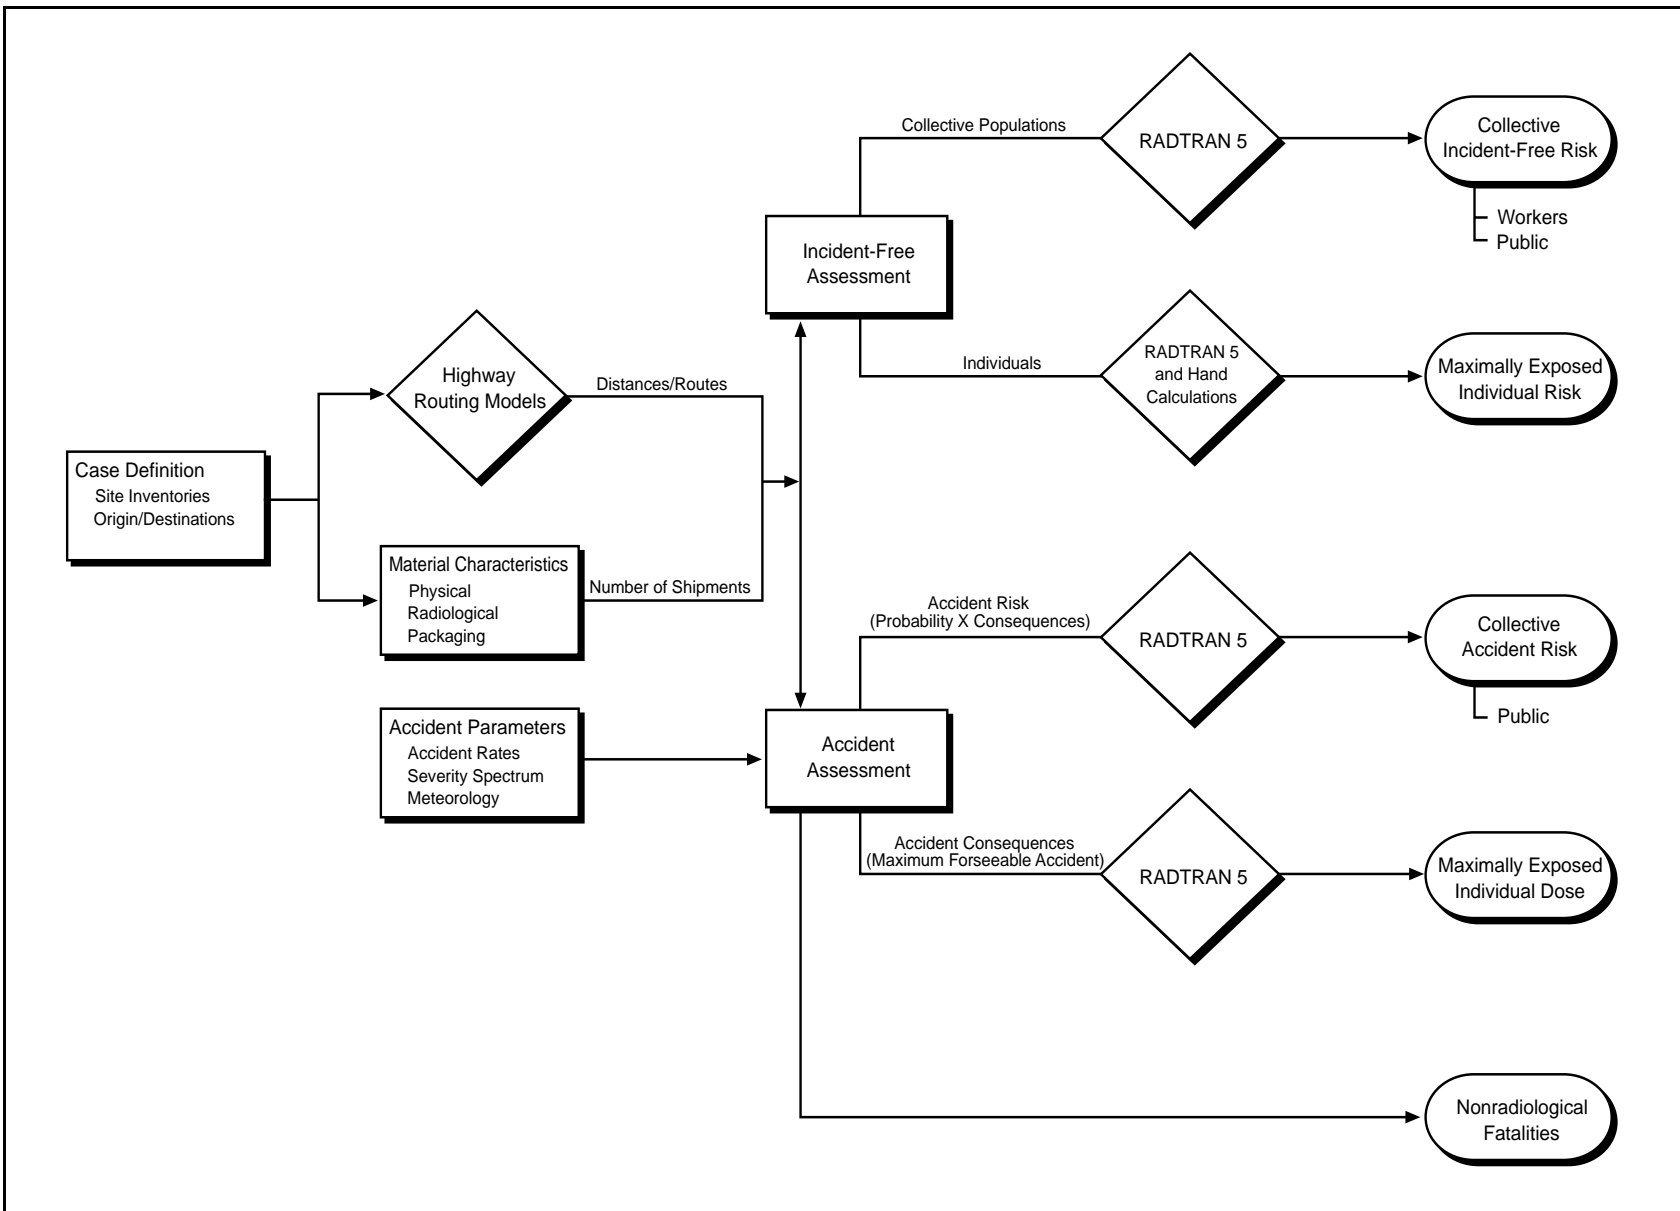 Case Definition
Site Inventories
Origin/Destinations
Highway
Routing Models
Distances/Routes
Material Characteristics
Physical
Radiological
Packaging
Number of Shipments
Accident Parameters
Accident Rates
Severity Spectrum
Meteorology
Incident-Free
Assessment
Collective Populations
RADTRAN 5
Collective
Incident-Free Risk
Workers
Public
Individuals
RADTRAN 5
and Hand
Calculations
Maximally Exposed
Individual Risk
Accident
Assessment
Accident Risk
(Probability X Consequences)
RADTRAN 5
Collective
Accident Risk
Public
Accident Consequences
(Maximum Forseeable Accident)
RADTRAN 5
Maximally Exposed
Individual Dose
Nonradiological
Fatalities